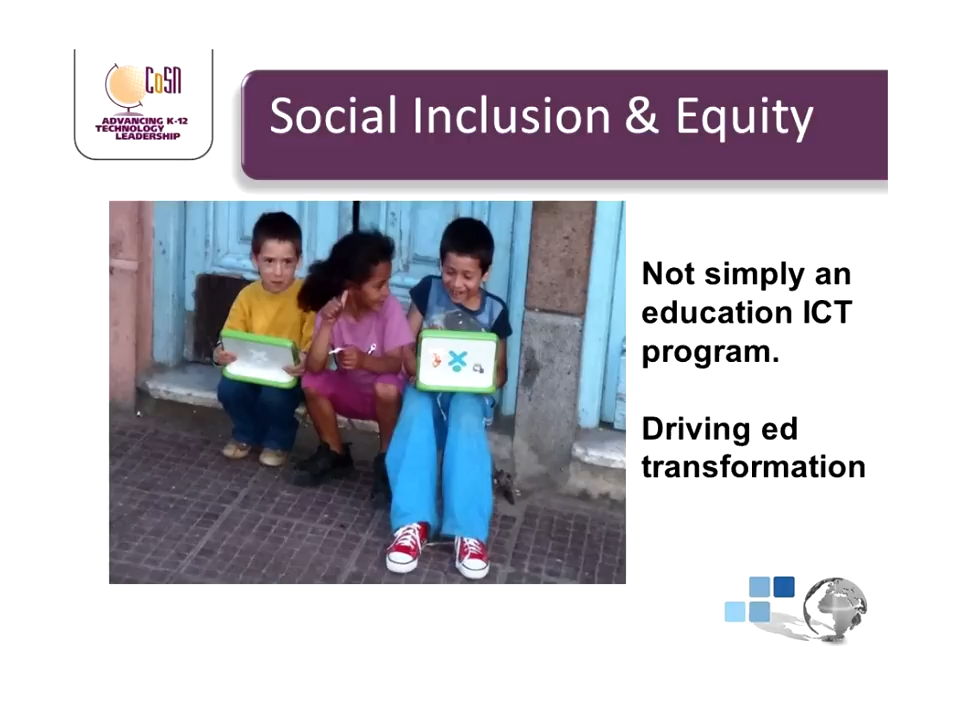 CoSN
ADVANCING K-12
TECHNOLOGY
LEADERSHIP
Social Inclusion & Equity
Not simply an
education ICT
program.
Driving ed
transformation